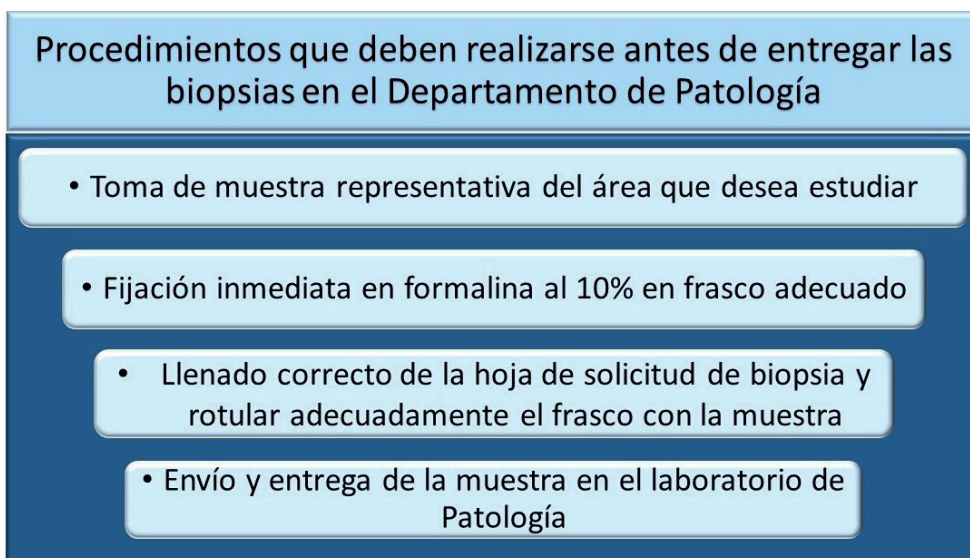 Procedimientos que deben realizarse antes de entregar las
biopsias en el Departamento de Patología
• Toma de muestra representativa del área que desea estudiar
• Fijación inmediata en formalina al 10% en frasco adecuado
• Llenado correcto de la hoja de solicitud de biopsia y
rotular adecuadamente el frasco con la muestra
• Envío y entrega de la muestra en el laboratorio de
Patología